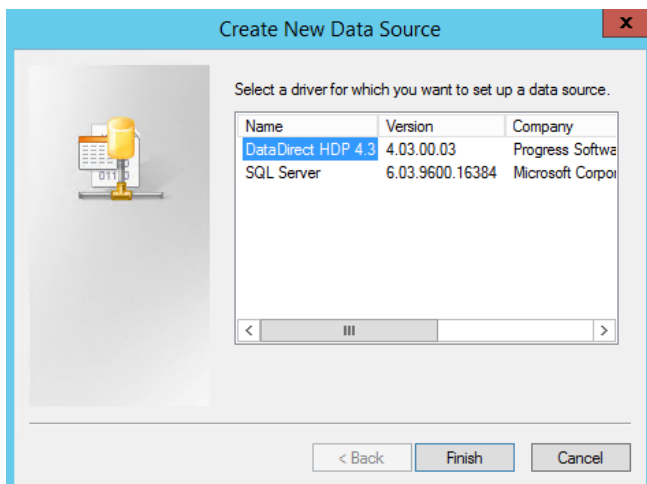 Create New Data Source
x
Select a driver for which you want to set up a data source.
Name Version Company
DataDirect HDP 4.3 4.03.00.03 Progress Softwa
SQL Server 6.03.9600.16384 Microsoft Corpor
< Back Finish Cancel